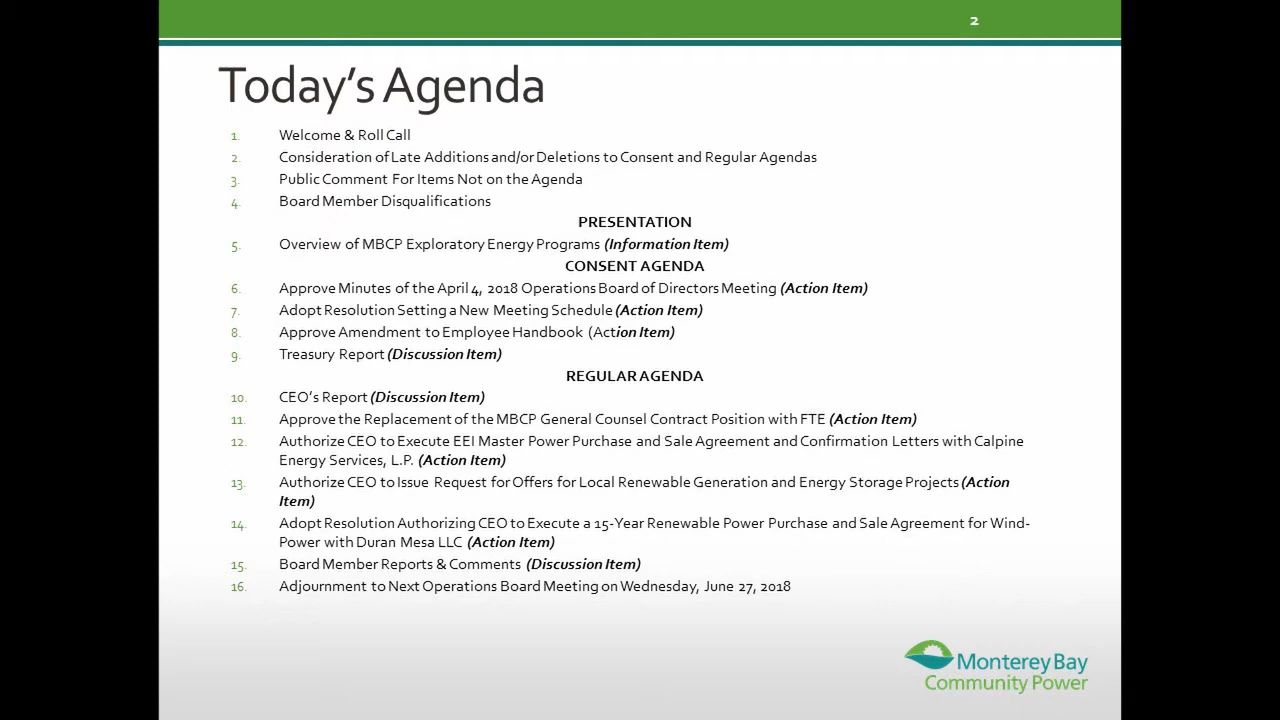 2
Today's Agenda
1. Welcome & Roll Call
2. Consideration of Late Additions and/or Deletions to Consent and Regular Agendas
3. Public Comment For Items Not on the Agenda
4. Board Member Disqualifications
PRESENTATION
5. Overview of MBCP Exploratory Energy Programs (Information Item)
CONSENT AGENDA
6. Approve Minutes of the April 4, 2018 Operations Board of Directors Meeting (Action Item)
7. Adopt Resolution Setting a New Meeting Schedule (Action Item)
8. Approve Amendment to Employee Handbook (Action Item)
9. Treasury Report (Discussion Item)
REGULAR AGENDA
10. CEO's Report (Discussion Item)
11. Approve the Replacement of the MBCP General Counsel Contract Position with FTE (Action Item)
12. Authorize CEO to Execute EEI Master Power Purchase and Sale Agreement and Confirmation Letters with Calpine
Energy Services, L.P. (Action Item)
13. Authorize CEO to Issue Request for Offers for Local Renewable Generation and Energy Storage Projects (Action
Item)
14. Adopt Resolution Authorizing CEO to Execute a 15-Year Renewable Power Purchase and Sale Agreement for Wind-
Power with Duran Mesa LLC (Action Item)
15. Board Member Reports & Comments (Discussion Item)
16. Adjournment to Next Operations Board Meeting on Wednesday, June 27, 2018
Monterey Bay
Community Power